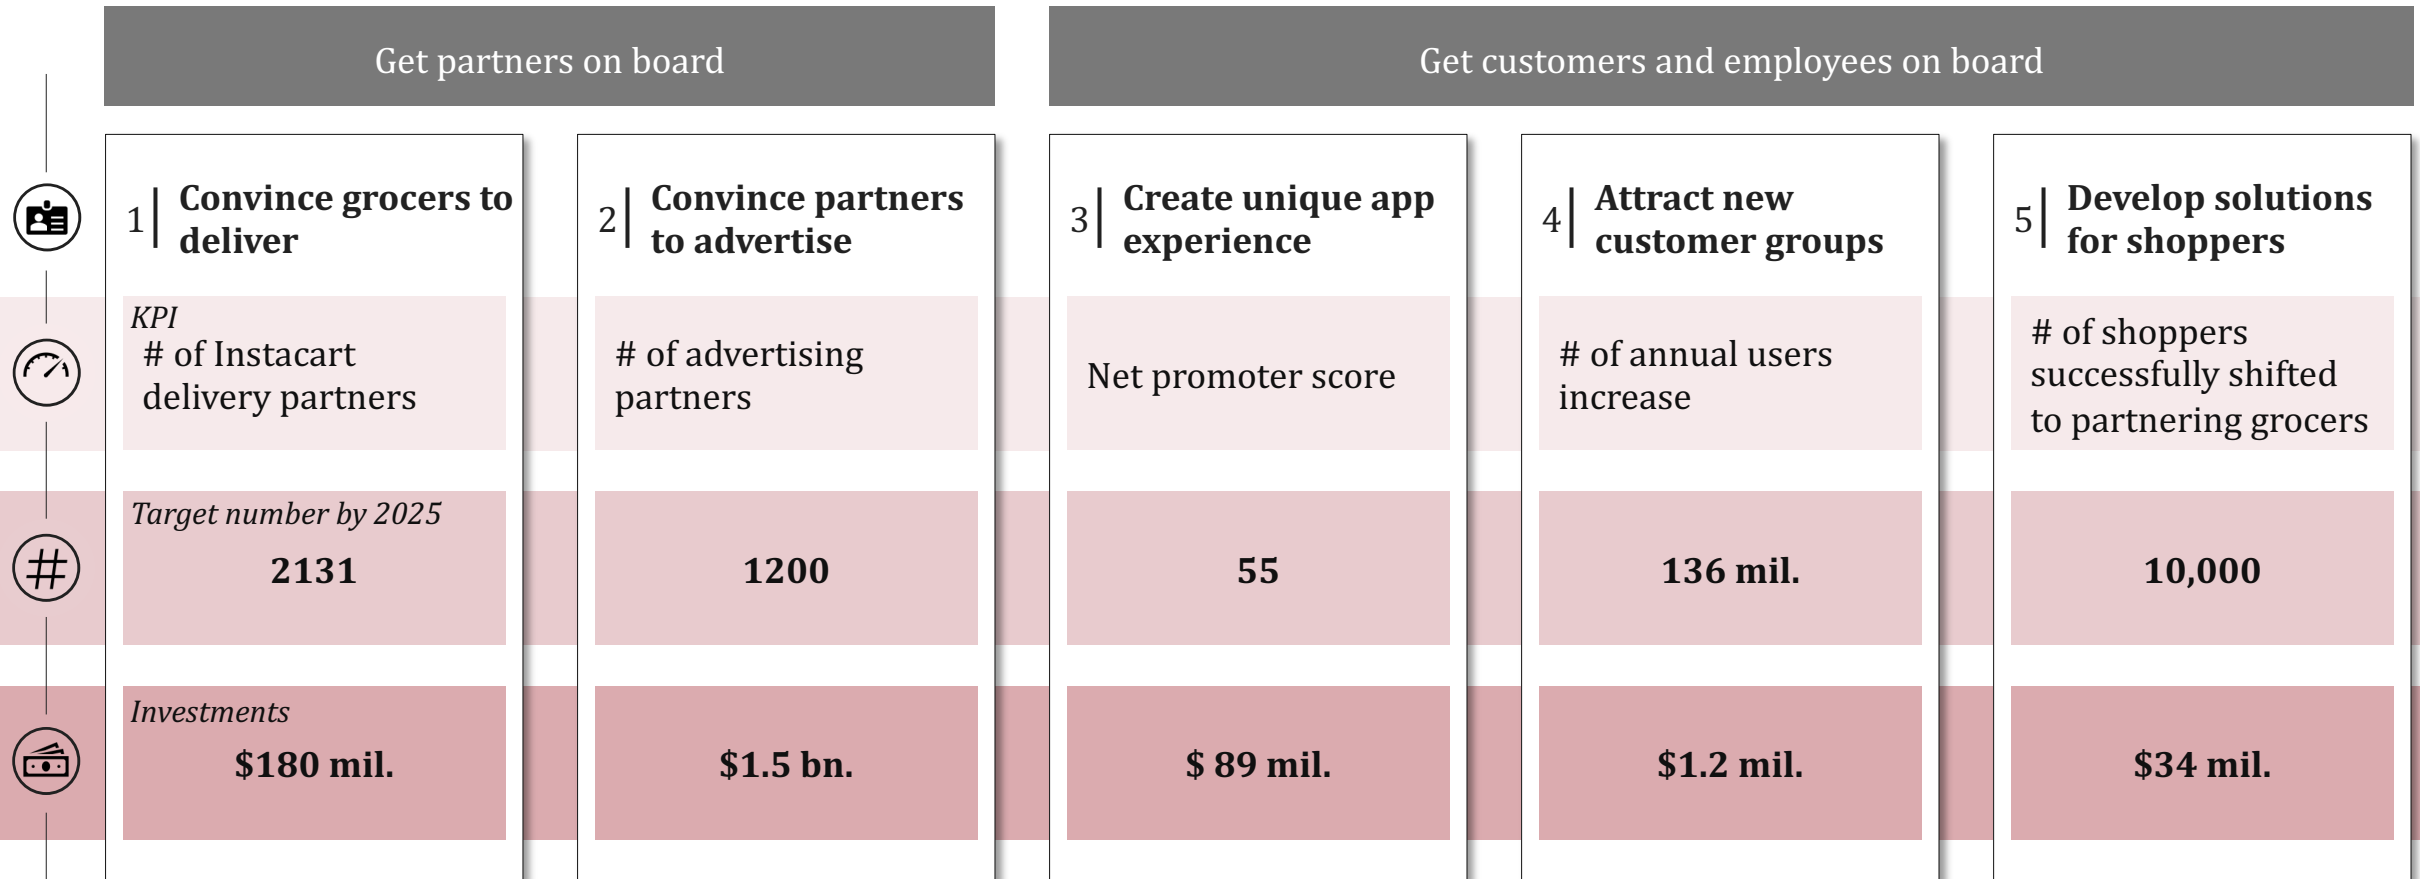 Get partners on board
Get customers and employees on board
1
Convince grocers to
deliver
2
Convince partners
to advertise
3
Create unique app
experience
4
Attract new
customer groups
5
Develop solutions
for shoppers
KPI
# of Instacart
delivery partners
# of advertising
partners
Net promoter score
# of annual users
increase
# of shoppers
successfully shifted
to partnering grocers
#
Target number by 2025
2131
1200
55
136 mil.
10,000
Investments
$180 mil.
$1.5 bn.
$ 89 mil.
$1.2 mil.
$34 mil.